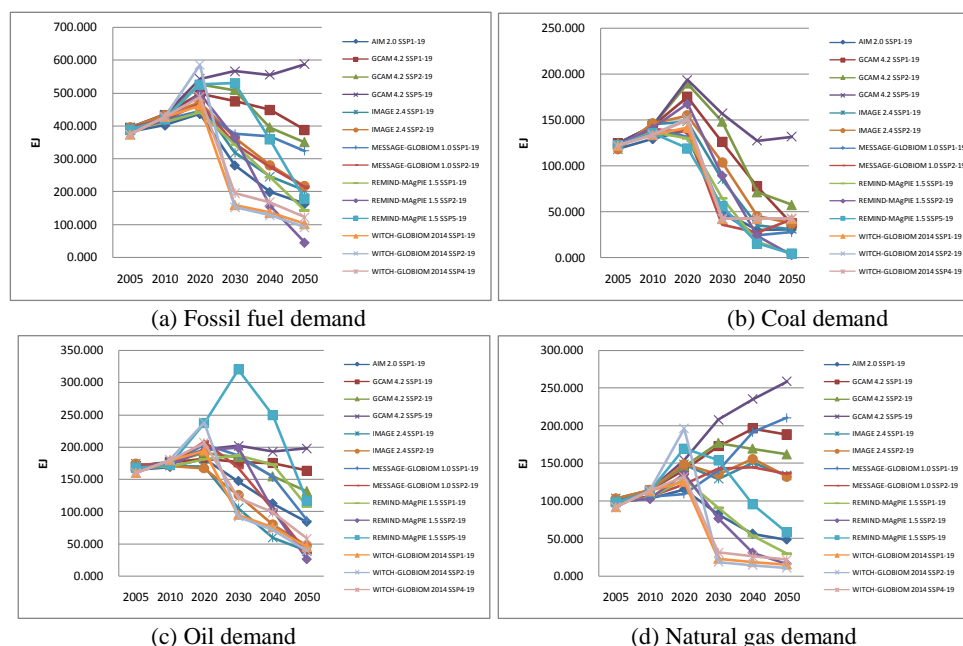 700.000
600.000
500.000
400.000
300.000
200.000
100.000
0.000
EJ
2005 2010 2020 2030 2040 2050
AIM 2.0 SSP1-19
GCAM 4.2 SSP1-19
GCAM 4.2 SSP2-19
GCAM 4.2 SSP5-19
IMAGE 2.4 SSP1-19
IMAGE 2.4 SSP2-19
MESSAGE-GLOBIOM 1.0 SSP1-19
MESSAGE-GLOBIOM 1.0 SSP2-19
REMIND-MAgPIE 1.5 SSP1-19
REMIND-MAgPIE 1.5 SSP2-19
REMIND-MAgPIE 1.5 SSP5-19
WITCH-GLOBIOM 2014 SSP1-19
WITCH-GLOBIOM 2014 SSP2-19
WITCH-GLOBIOM 2014 SSP4-19
(a) Fossil fuel demand
250.000
200.000
150.000
100.000
50.000
0.000
EJ
2005 2010 2020 2030 2040 2050
AIM 2.0 SSP1-19
GCAM 4.2 SSP1-19
GCAM 4.2 SSP2-19
GCAM 4.2 SSP5-19
IMAGE 2.4 SSP1-19
IMAGE 2.4 SSP2-19
MESSAGE-GLOBIOM 1.0 SSP1-19
MESSAGE-GLOBIOM 1.0 SSP2-19
REMIND-MAgPIE 1.5 SSP1-19
REMIND-MAgPIE 1.5 SSP2-19
REMIND-MAgPIE 1.5 SSP5-19
WITCH-GLOBIOM 2014 SSP1-19
WITCH-GLOBIOM 2014 SSP2-19
WITCH-GLOBIOM 2014 SSP4-19
(b) Coal demand
350.000
300.000
250.000
200.000
150.000
100.000
50.000
0.000
EJ
2005 2010 2020 2030 2040 2050
AIM 2.0 SSP1-19
GCAM 4.2 SSP1-19
GCAM 4.2 SSP2-19
GCAM 4.2 SSP5-19
IMAGE 2.4 SSP1-19
IMAGE 2.4 SSP2-19
MESSAGE-GLOBIOM 1.0 SSP1-19
MESSAGE-GLOBIOM 1.0 SSP2-19
REMIND-MAgPIE 1.5 SSP1-19
REMIND-MAgPIE 1.5 SSP2-19
REMIND-MAgPIE 1.5 SSP5-19
WITCH-GLOBIOM 2014 SSP1-19
WITCH-GLOBIOM 2014 SSP2-19
WITCH-GLOBIOM 2014 SSP4-19
(c) Oil demand
300.000
250.000
200.000
150.000
100.000
50.000
0.000
EJ
2005 2010 2020 2030 2040 2050
AIM 2.0 SSP1-19
GCAM 4.2 SSP1-19
GCAM 4.2 SSP2-19
GCAM 4.2 SSP5-19
IMAGE 2.4 SSP1-19
IMAGE 2.4 SSP2-19
MESSAGE-GLOBIOM 1.0 SSP1-19
MESSAGE-GLOBIOM 1.0 SSP2-19
REMIND-MAgPIE 1.5 SSP1-19
REMIND-MAgPIE 1.5 SSP2-19
REMIND-MAgPIE 1.5 SSP5-19
WITCH-GLOBIOM 2014 SSP1-19
WITCH-GLOBIOM 2014 SSP2-19
WITCH-GLOBIOM 2014 SSP4-19
(d) Natural gas demand